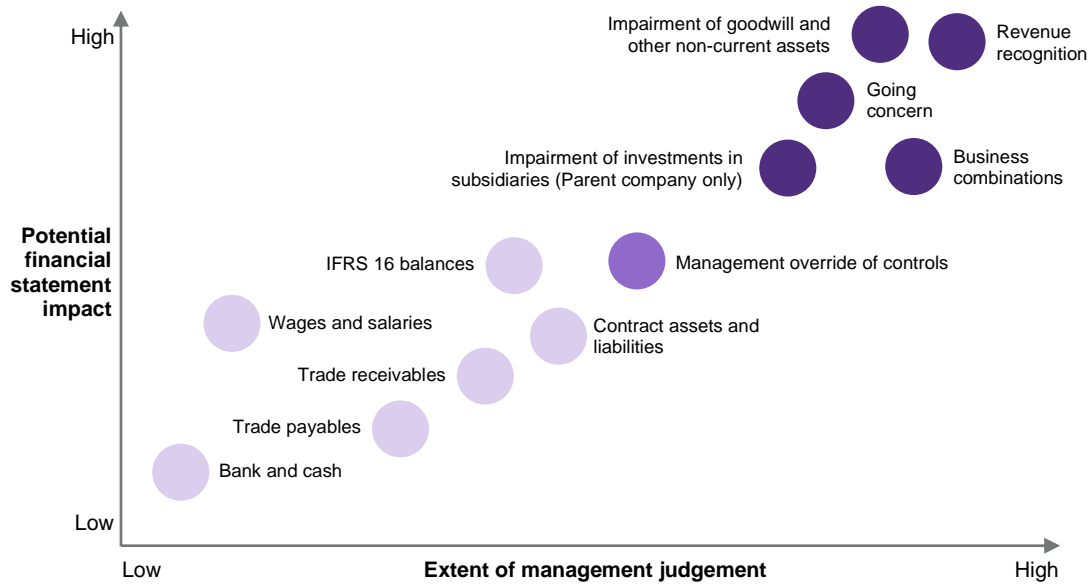 High
Impairment of goodwill and
other non-current assets
Revenue
recognition
Going
concern
Impairment of investments in
subsidiaries (Parent company only)
Business
combinations
Potential
financial
statement
impact
IFRS 16 balances
Management override of controls
Wages and salaries
Contract assets and
liabilities
Trade receivables
Trade payables
Bank and cash
Low
Low
Extent of management judgement
High